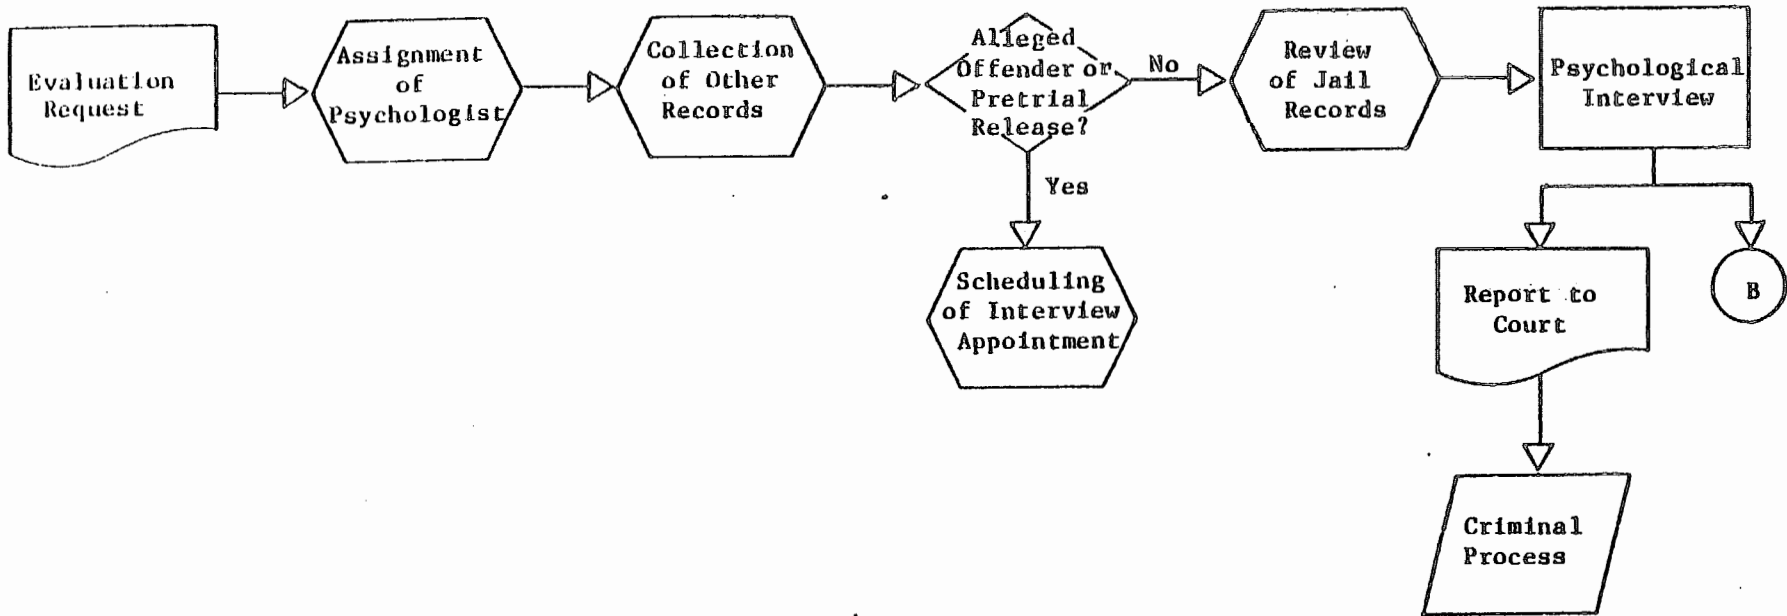 Evaluation
Request
Assignment
of
Psychologist
Collection
of Other
Records
Alleged
Offender or
Pretrial
Release?
No
Yes
Review
of Jail
Records
Psychological
Interview
Scheduling
of Interview
Appointment
Report to
Court
B
Criminal
Process